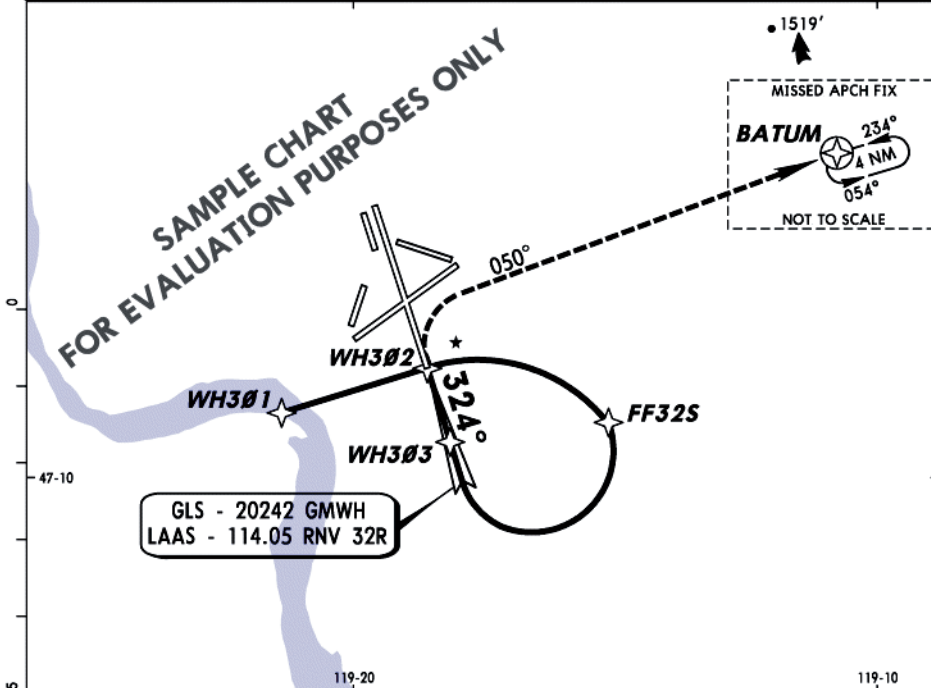 1519'
MISSED APCH FIX
BATUM
234°
4 NM
054°
NOT TO SCALE
SAMPLE CHART
FOR EVALUATION PURPOSES ONLY
050°
0
WH3Ø2
324°
WH3Ø1
FF32S
WH3Ø3
47-10
GLS - 20242 GMWH
LAAS - 114.05 RNV 32R
119-20
119-10